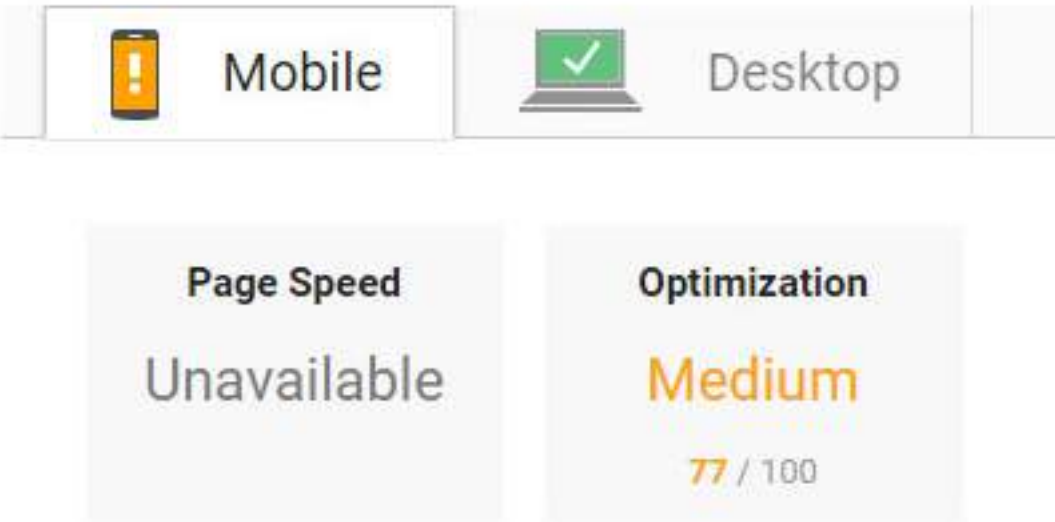 Mobile Desktop
Page Speed
Unavailable
Optimization
Medium
77 / 100